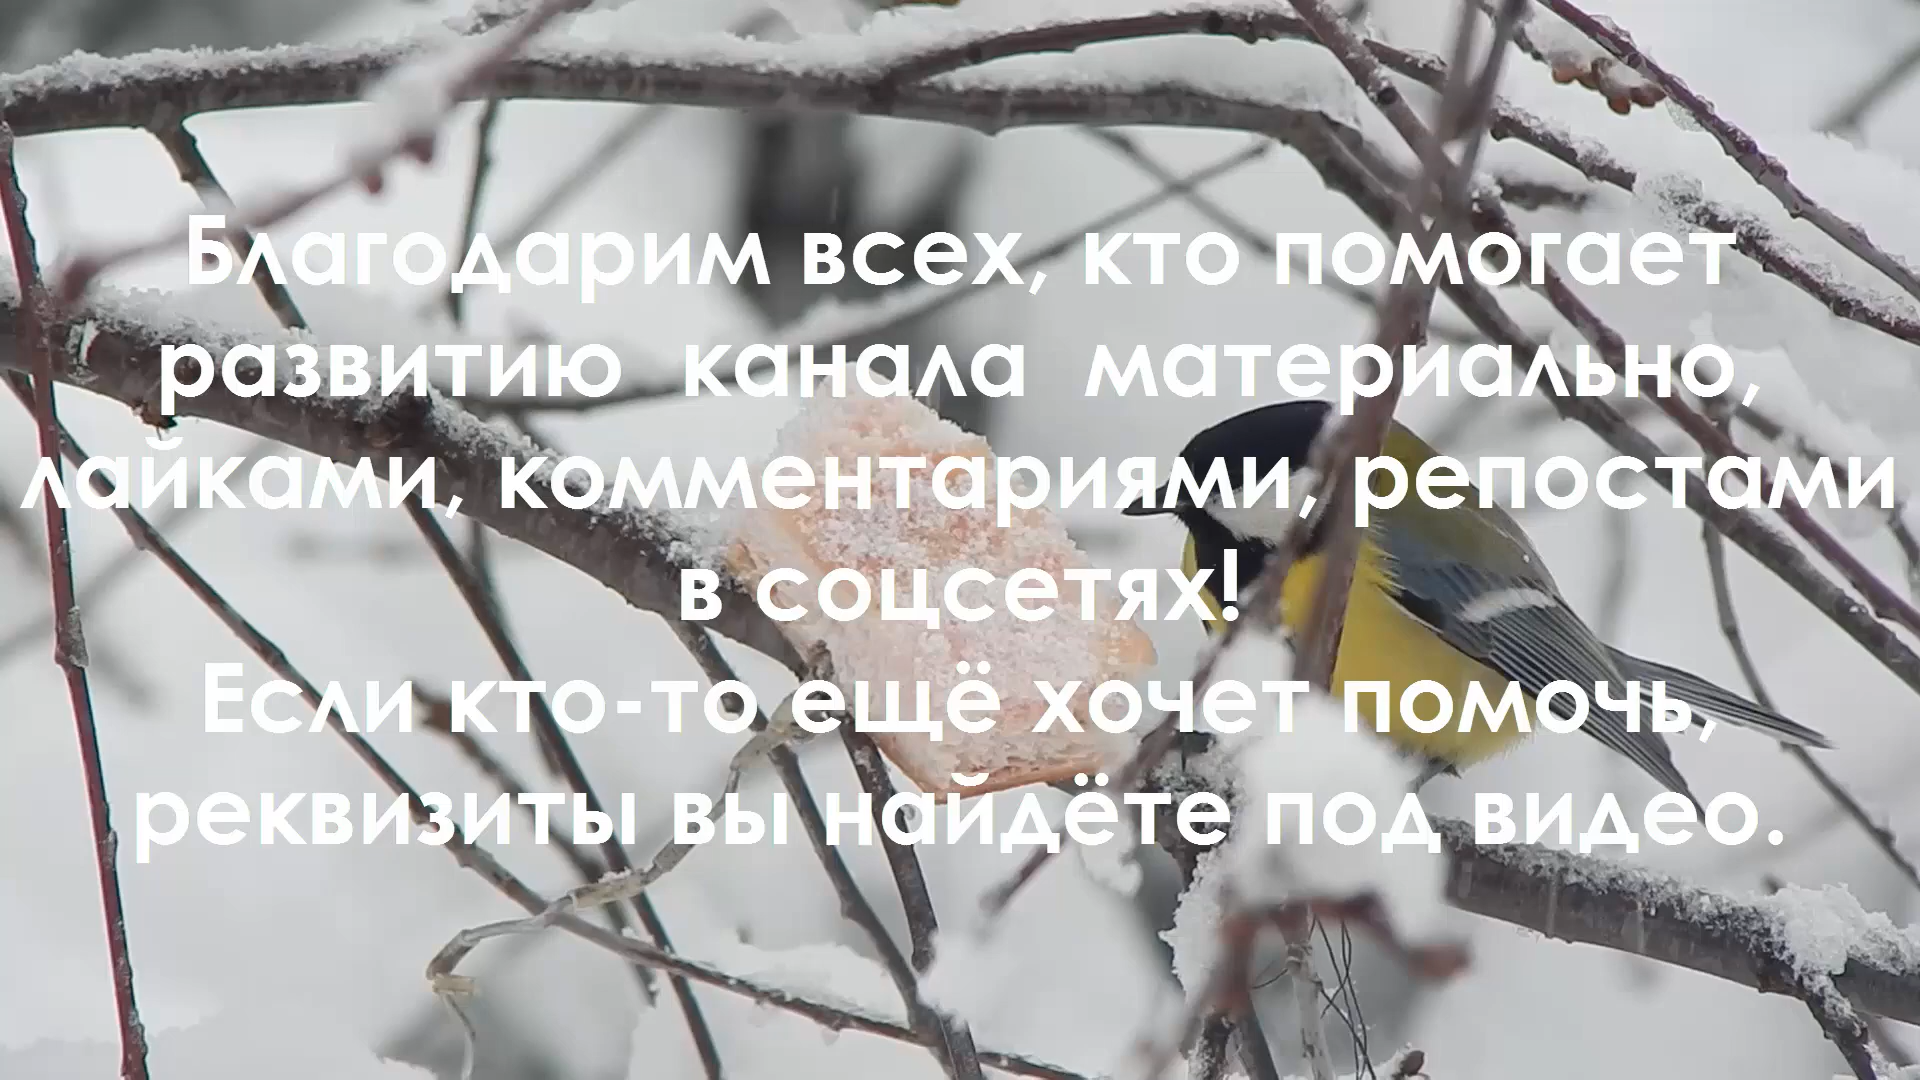 Благодарим всех, кто помогает
развитию канала материально,
лайками, комментариями, репостами
в соцсетях!
Если кто-то ещё хочет помочь,
реквизиты вы найдёте под видео.